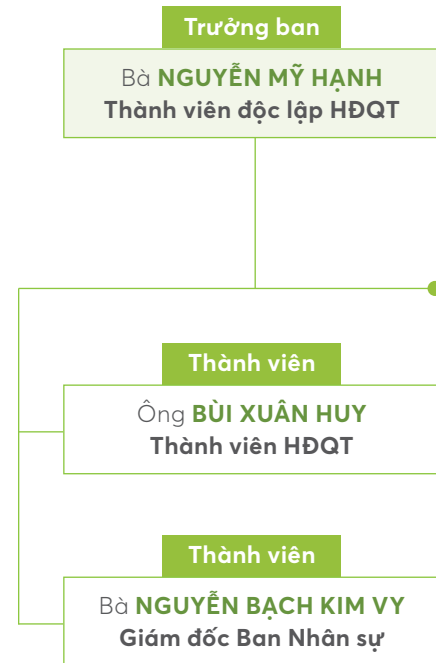 Trưởng ban
Bà NGUYỄN MỸ HẠNH
Thành viên độc lập HĐQT
Thành viên
Ông BÙI XUÂN HUY
Thành viên HĐQT
Thành viên
Bà NGUYỄN BẠCH KIM VY
Giám đốc Ban Nhân sự